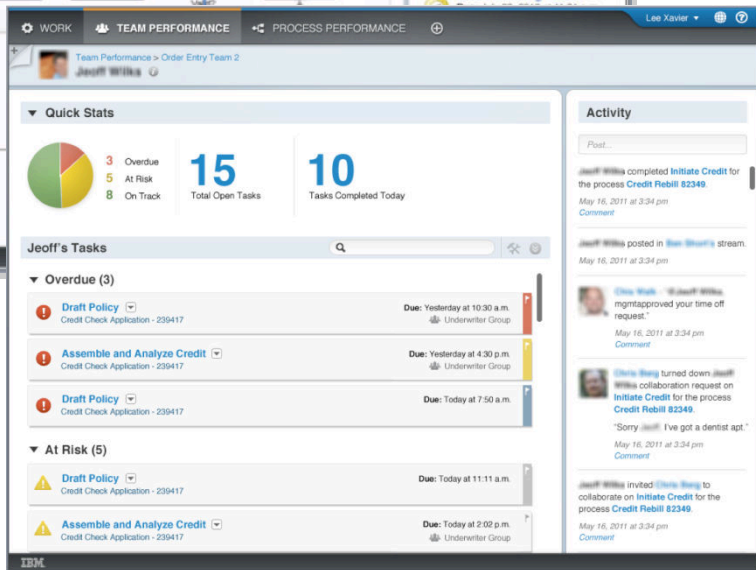 WORK
TEAM PERFORMANCE
PROCESS PERFORMANCE
Lee Xavier
Team Performance > Order Entry Team 2
Quick Stats
3 Overdue
5 At Risk
8 On Track
15
Total Open Tasks
10
Tasks Completed Today
Jeoff's Tasks
Overdue (3)
Draft Policy
Credit Check Application - 239417
Due: Yesterday at 10:30 a.m.
Underwriter Group
Assemble and Analyze Credit
Credit Check Application - 239417
Due: Yesterday at 4:30 p.m.
Underwriter Group
Draft Policy
Credit Check Application - 239417
Due: Today at 7:50 a.m.
At Risk (5)
Draft Policy
Credit Check Application - 239417
Due: Today at 11:11 a.m.
Assemble and Analyze Credit
Credit Check Application - 239417
Due: Today at 2:02 p.m.
Underwriter Group
Activity
Post...
completed Initiate Credit for
the process Credit Rebill 82349.
May 16, 2011 at 3:34 pm
Comment
posted in stream.
May 16, 2011 at 3:34 pm
mgmtapproved your time off
request."
May 16, 2011 at 3:34 pm
Comment
turned down
collaboration request on
Initiate Credit for the process
Credit Rebill 82349.
"Sorry I've got a dentist apt."
May 16, 2011 at 3:34 pm
Comment
invited to
collaborate on Initiate Credit for the
process Credit Rebill 82349.
May 16, 2011 at 3:34 pm
Comment
IBM